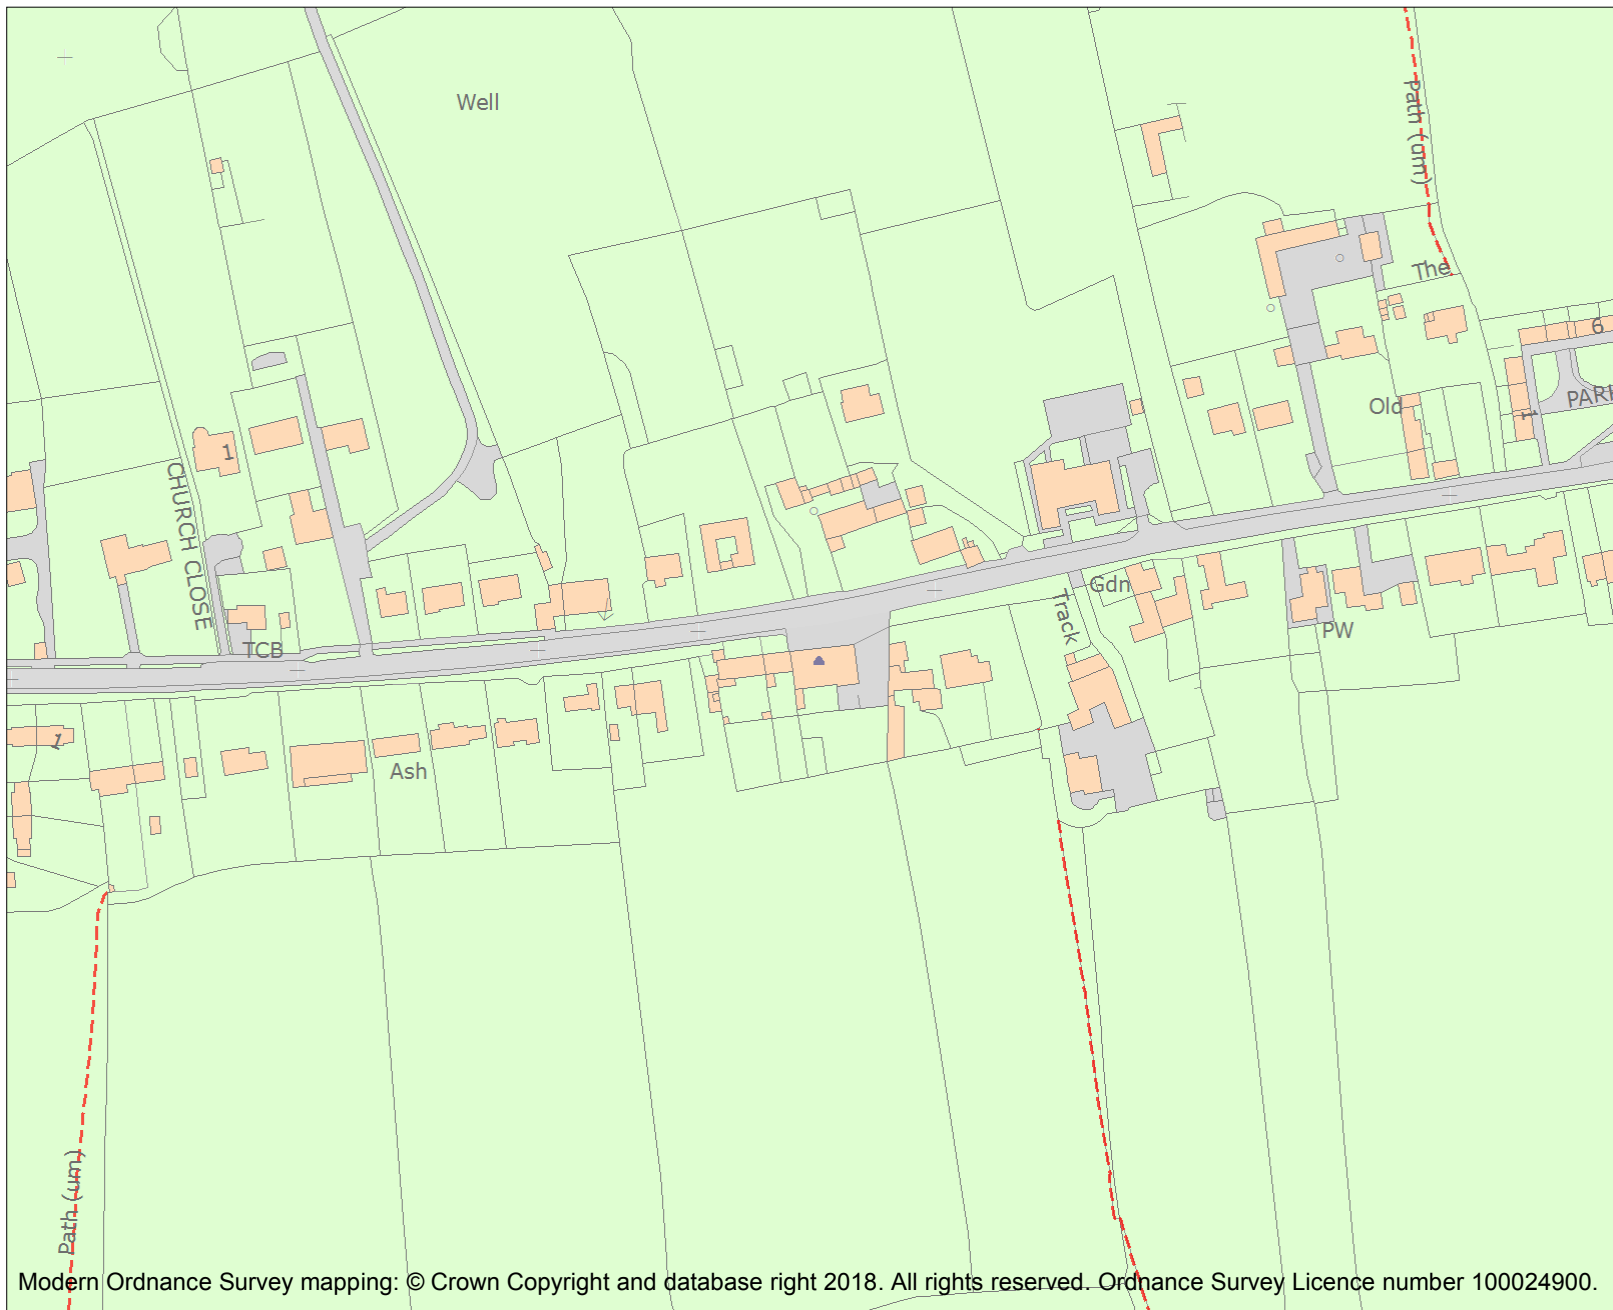 Well
Path (um)
The
6
PARK
Old
1
1
CHURCH CLOSE
TCB
Gdn
Track
PW
1
Ash
Path (um)
Modern Ordnance Survey mapping: © Crown Copyright and database right 2018. All rights reserved. Ordnance Survey Licence number 100024900.